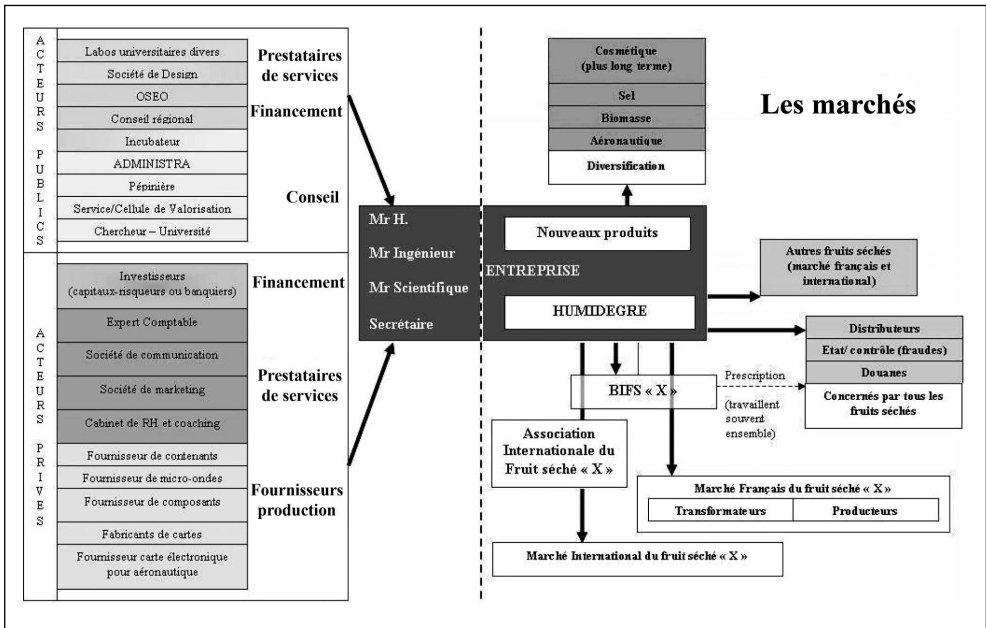 ACTEURS PUBLICS
Labos universitaires divers
Société de Design
OSEO
Conseil régional
Incubateur
ADMINISTRA
Pépinière
Service/Cellule de Valorisation
Chercheur – Université
Prestataires
de services
Financement
Conseil
ACTEURS PRIVES
Investisseurs
(capitaux-risqueurs ou banquiers)
Expert Comptable
Société de communication
Société de marketing
Cabinet de RH et coaching
Fournisseur de contenants
Fournisseur de micro-ondes
Fournisseur de composants
Fabricants de cartes
Fournisseur carte électronique
pour aéronautique
Financement
Prestataires
de services
Fournisseurs
production
Mr H.
Mr Ingénieur
Mr Scientifique
Secrétaire
ENTREPRISE
Nouveaux produits
HUMIDEGRE
Les marchés
Cosmétique
(plus long terme)
Sel
Biomasse
Aéronautique
Diversification
Autres fruits séchés
(marché français et
international)
Distributeurs
Etat/ contrôle (fraudes)
Douanes
Concernés par tous les
fruits séchés
BIFS « X »
Prescription
(travaillent
souvent
ensemble)
Association
Internationale du
Fruit séché « X »
Marché Français du fruit séché « X »
Transformateurs
Producteurs
Marché International du fruit séché « X »